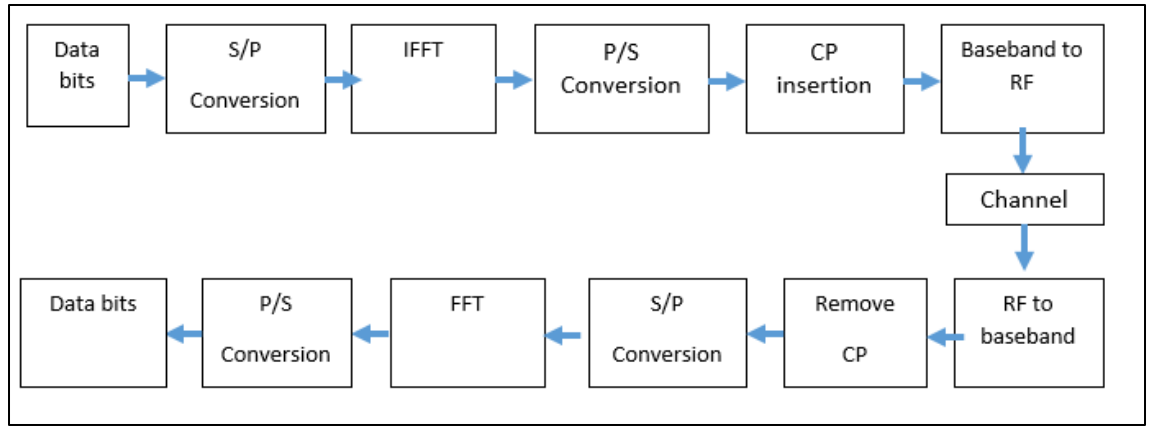 Data
bits
S/P
Conversion
IFFT
P/S
Conversion
CP
insertion
Baseband to
RF
Channel
Data bits
P/S
Conversion
FFT
S/P
Conversion
Remove
CP
RF to
baseband